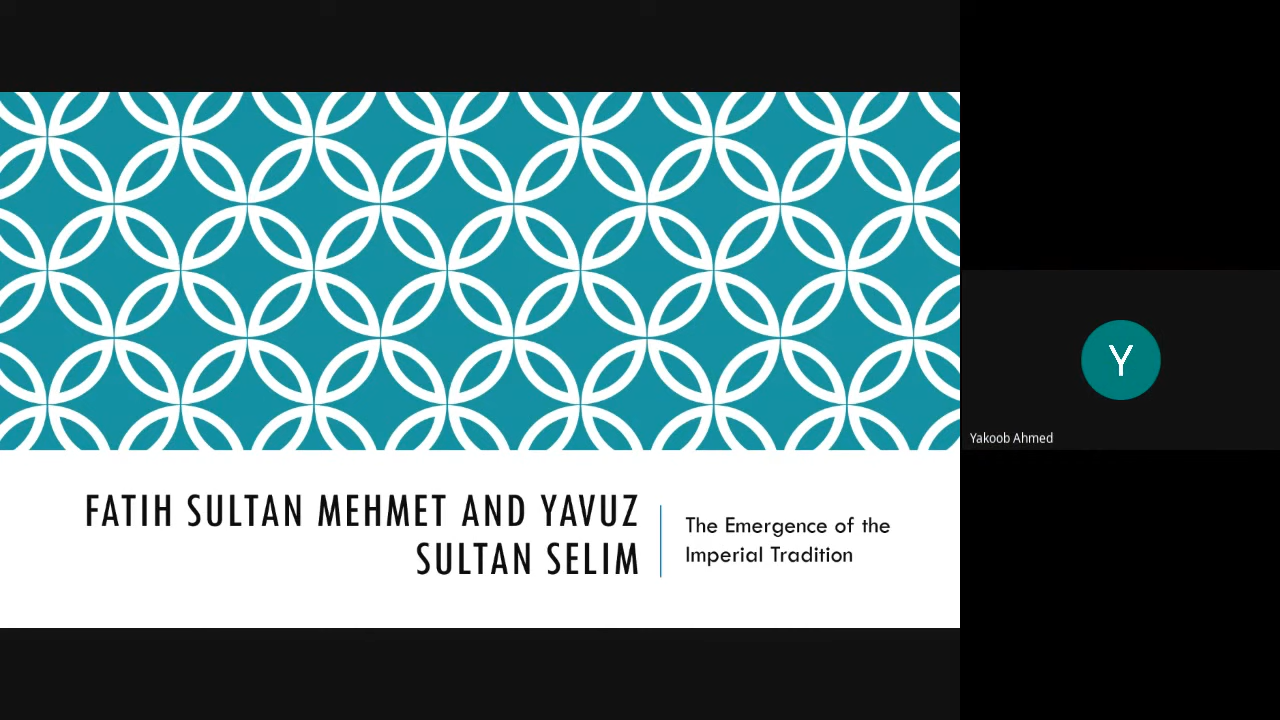 FATIH SULTAN MEHMET AND YAVUZ
SULTAN SELIM
The Emergence of the
Imperial Tradition
Y
Yakoob Ahmed